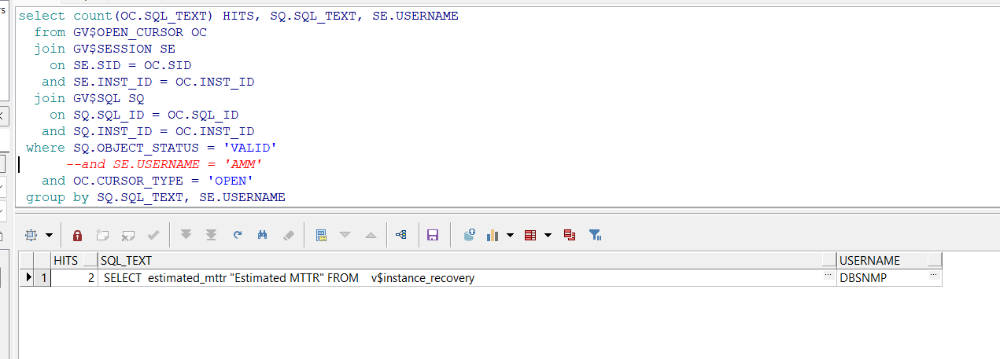 rs
select count(OC.SQL_TEXT) HITS, SQ.SQL_TEXT, SE.USERNAME
from GV$OPEN_CURSOR OC
join GV$SESSION SE
on SE.SID = OC.SID
and SE.INST_ID = OC.INST_ID
join GV$SQL SQ
on SQ.SQL_ID = OC.SQL_ID
and SQ.INST_ID = OC.INST_ID
where SQ.OBJECT_STATUS = 'VALID'
--and SE.USERNAME = 'AMM'
and OC.CURSOR_TYPE = 'OPEN'
group by SQ.SQL_TEXT, SE.USERNAME
HITS SQL_TEXT USERNAME
1 2 SELECT estimated_mttr "Estimated MTTR" FROM v$instance_recovery ... DBSNMP ...